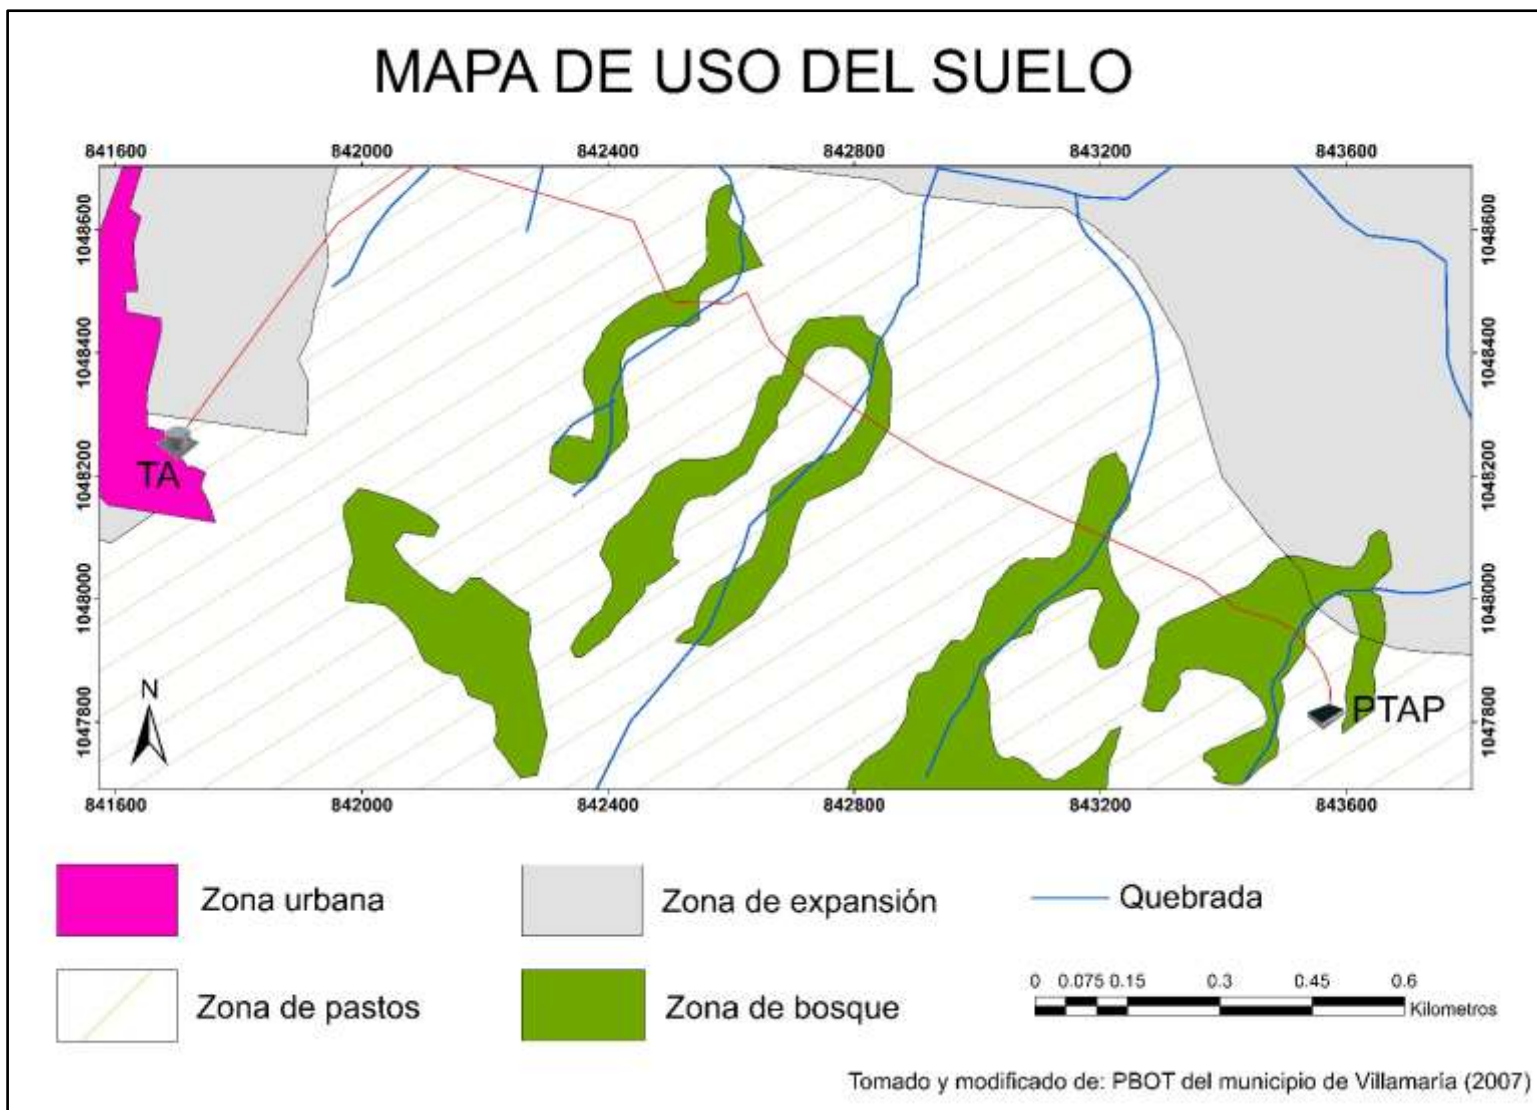 MAPA DE USO DEL SUELO
841600 842000 842400 842800 843200 843600
1048600 1048600
1048400 1048400
TA
1048200 1048200
1048000 1048000
N
PTAP
1047800 1047800
841600 842000 842400 842800 843200 843600
Zona urbana Zona de expansión Quebrada
0 0.075 0.15 0.3 0.45 0.6
Kilometros
Zona de pastos Zona de bosque
Tomado y modificado de: PBOT del municipio de Villamaría (2007)